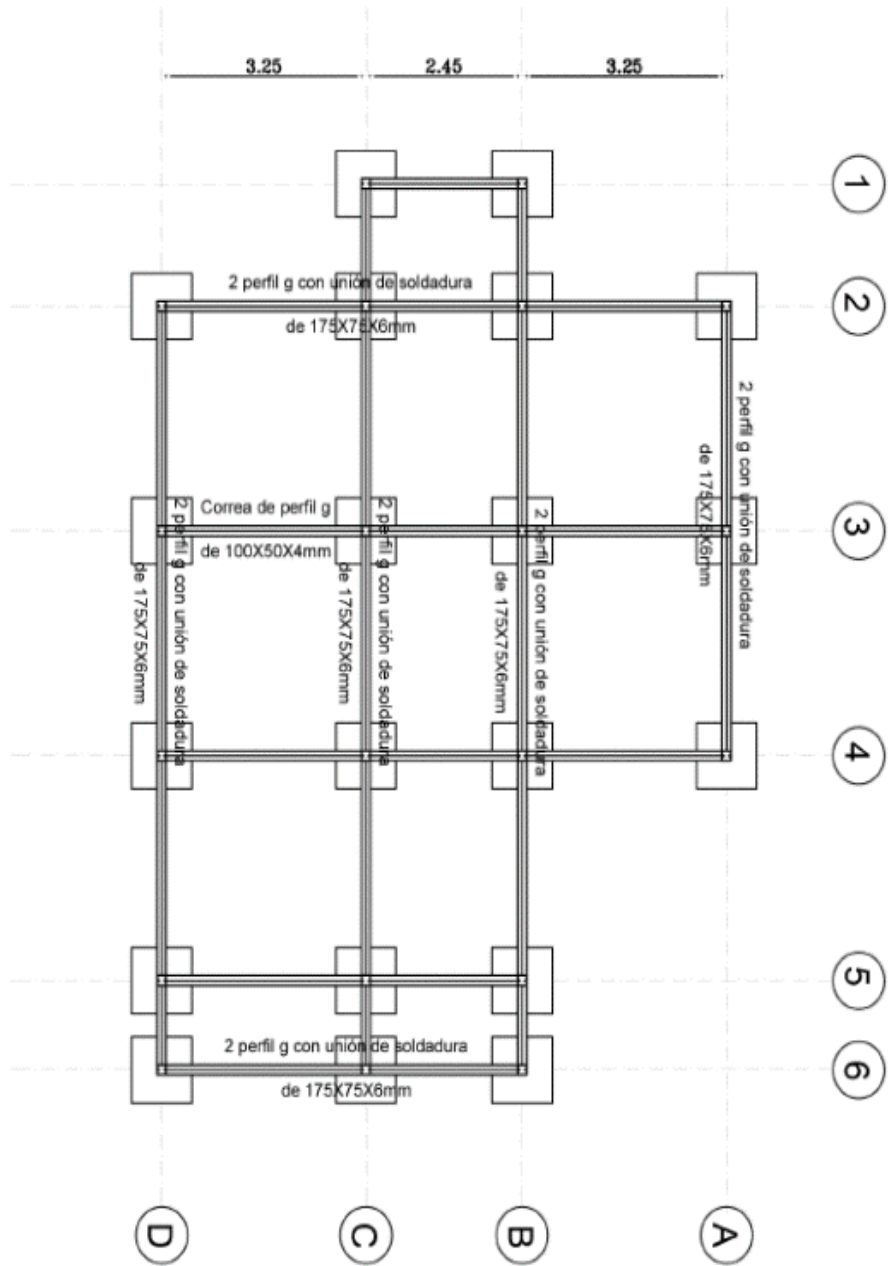 3.25
2.45
3.25
1
2 perfil g con unión de soldadura
de 175X75X6mm
2
2 perfil g con unión de soldadura
de 175X75X6mm
Correa de perfil g
de 100X50X4mm
3
2 perfil g con unión de soldadura
de 175X75X6mm
2 perfil g con unión de soldadura
de 175X75X6mm
2 perfil g con unión de soldadura
de 175X75X6mm
4
5
2 perfil g con unión de soldadura
de 175X75X6mm
6
D
C
B
A